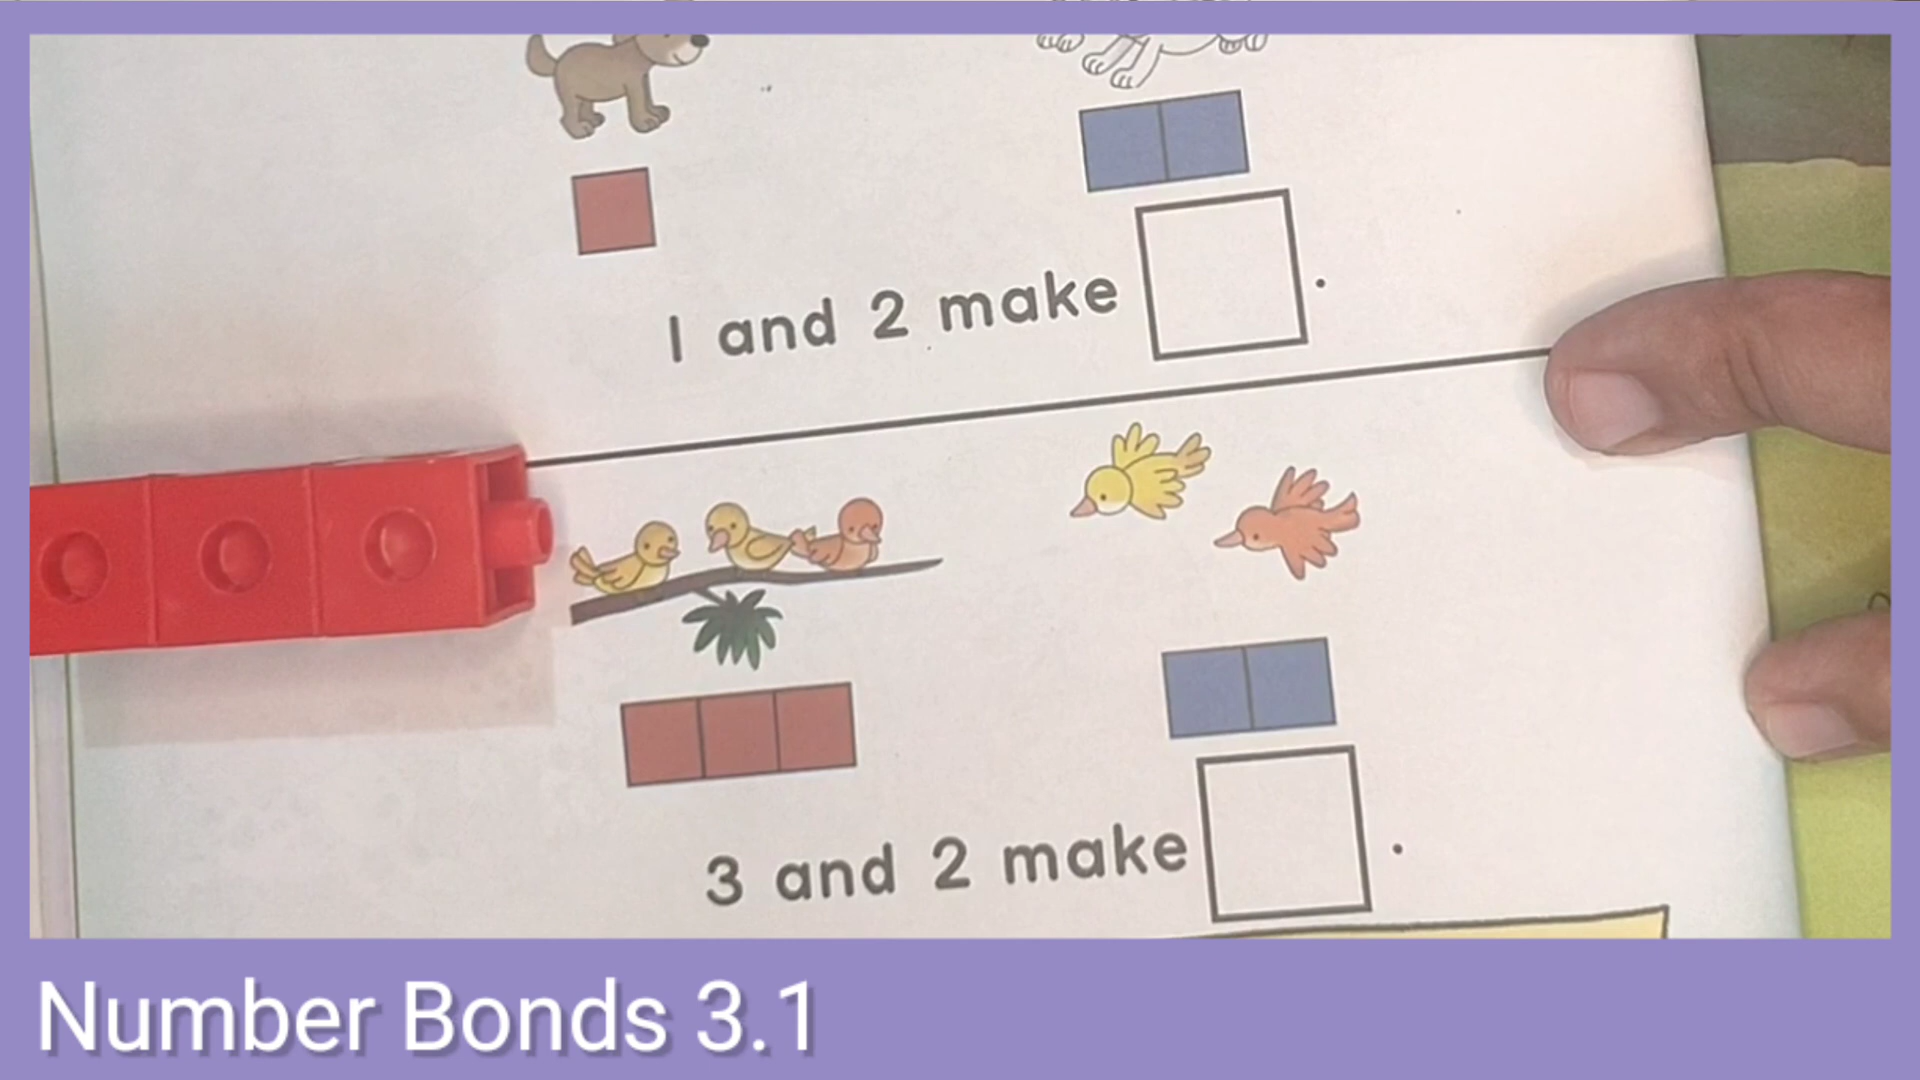 1 and 2 make .
3 and 2 make .
Number Bonds 3.1